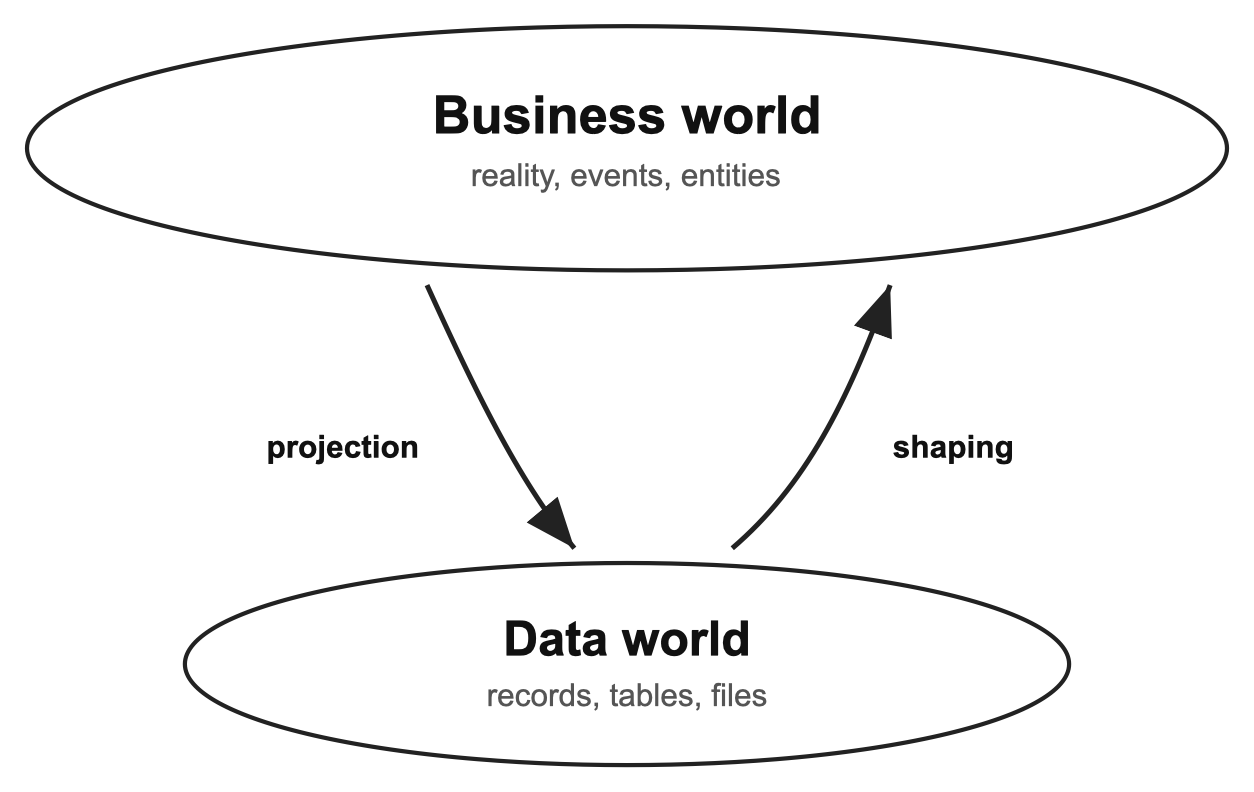 Business world
reality, events, entities
projection
shaping
Data world
records, tables, files